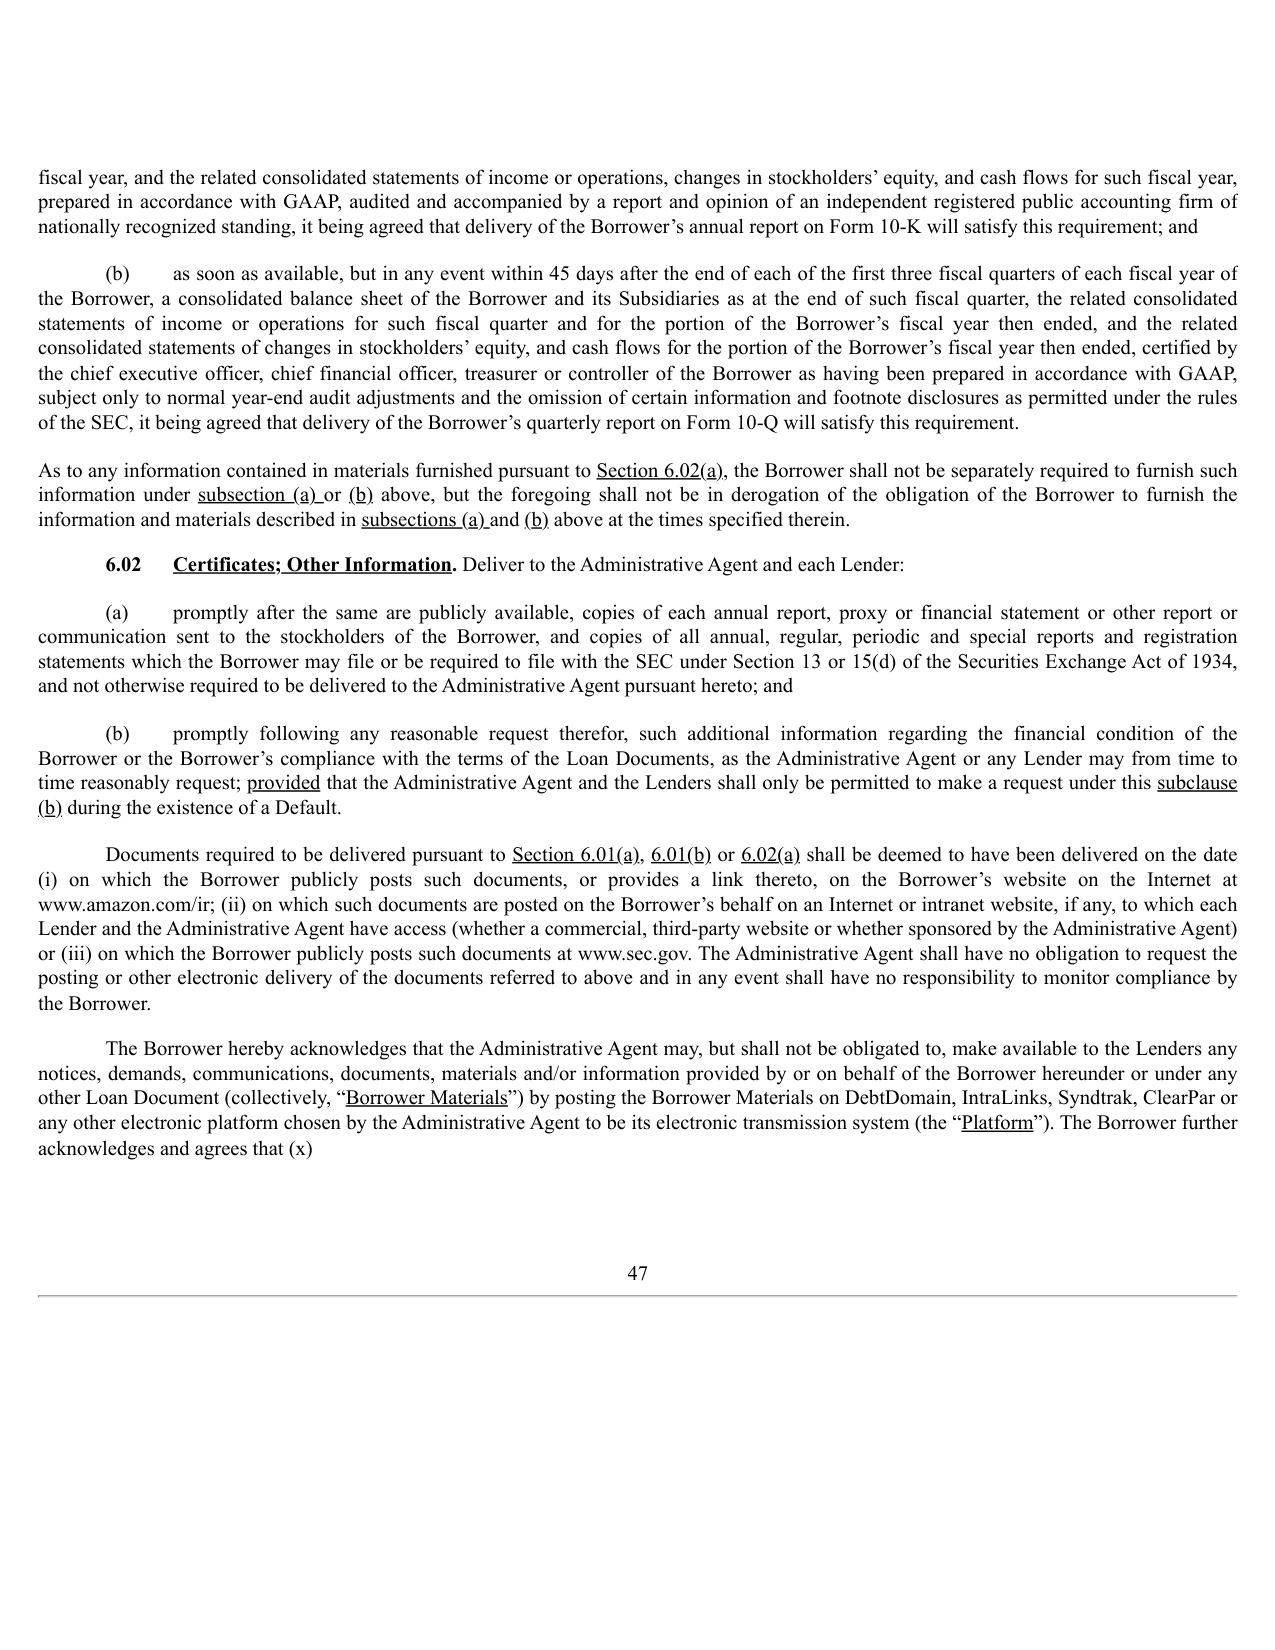 fiscal year, and the related consolidated statements of income or operations, changes in stockholders’ equity, and cash flows for such fiscal year,
prepared in accordance with GAAP, audited and accompanied by a report and opinion of an independent registered public accounting firm of
nationally recognized standing, it being agreed that delivery of the Borrower’s annual report on Form 10-K will satisfy this requirement; and
(b) as soon as available, but in any event within 45 days after the end of each of the first three fiscal quarters of each fiscal year of
the Borrower, a consolidated balance sheet of the Borrower and its Subsidiaries as at the end of such fiscal quarter, the related consolidated
statements of income or operations for such fiscal quarter and for the portion of the Borrower’s fiscal year then ended, and the related
consolidated statements of changes in stockholders’ equity, and cash flows for the portion of the Borrower’s fiscal year then ended, certified by
the chief executive officer, chief financial officer, treasurer or controller of the Borrower as having been prepared in accordance with GAAP,
subject only to normal year-end audit adjustments and the omission of certain information and footnote disclosures as permitted under the rules
of the SEC, it being agreed that delivery of the Borrower’s quarterly report on Form 10-Q will satisfy this requirement.
As to any information contained in materials furnished pursuant to Section 6.02(a), the Borrower shall not be separately required to furnish such
information under subsection (a) or (b) above, but the foregoing shall not be in derogation of the obligation of the Borrower to furnish the
information and materials described in subsections (a) and (b) above at the times specified therein.
6.02 Certificates; Other Information. Deliver to the Administrative Agent and each Lender:
(a) promptly after the same are publicly available, copies of each annual report, proxy or financial statement or other report or
communication sent to the stockholders of the Borrower, and copies of all annual, regular, periodic and special reports and registration
statements which the Borrower may file or be required to file with the SEC under Section 13 or 15(d) of the Securities Exchange Act of 1934,
and not otherwise required to be delivered to the Administrative Agent pursuant hereto; and
(b) promptly following any reasonable request therefor, such additional information regarding the financial condition of the
Borrower or the Borrower’s compliance with the terms of the Loan Documents, as the Administrative Agent or any Lender may from time to
time reasonably request; provided that the Administrative Agent and the Lenders shall only be permitted to make a request under this subclause
(b) during the existence of a Default.
Documents required to be delivered pursuant to Section 6.01(a), 6.01(b) or 6.02(a) shall be deemed to have been delivered on the date
(i) on which the Borrower publicly posts such documents, or provides a link thereto, on the Borrower’s website on the Internet at
www.amazon.com/ir; (ii) on which such documents are posted on the Borrower’s behalf on an Internet or intranet website, if any, to which each
Lender and the Administrative Agent have access (whether a commercial, third-party website or whether sponsored by the Administrative Agent)
or (iii) on which the Borrower publicly posts such documents at www.sec.gov. The Administrative Agent shall have no obligation to request the
posting or other electronic delivery of the documents referred to above and in any event shall have no responsibility to monitor compliance by
the Borrower.
The Borrower hereby acknowledges that the Administrative Agent may, but shall not be obligated to, make available to the Lenders any
notices, demands, communications, documents, materials and/or information provided by or on behalf of the Borrower hereunder or under any
other Loan Document (collectively, “Borrower Materials”) by posting the Borrower Materials on DebtDomain, IntraLinks, Syndtrak, ClearPar or
any other electronic platform chosen by the Administrative Agent to be its electronic transmission system (the “Platform”). The Borrower further
acknowledges and agrees that (x)
47